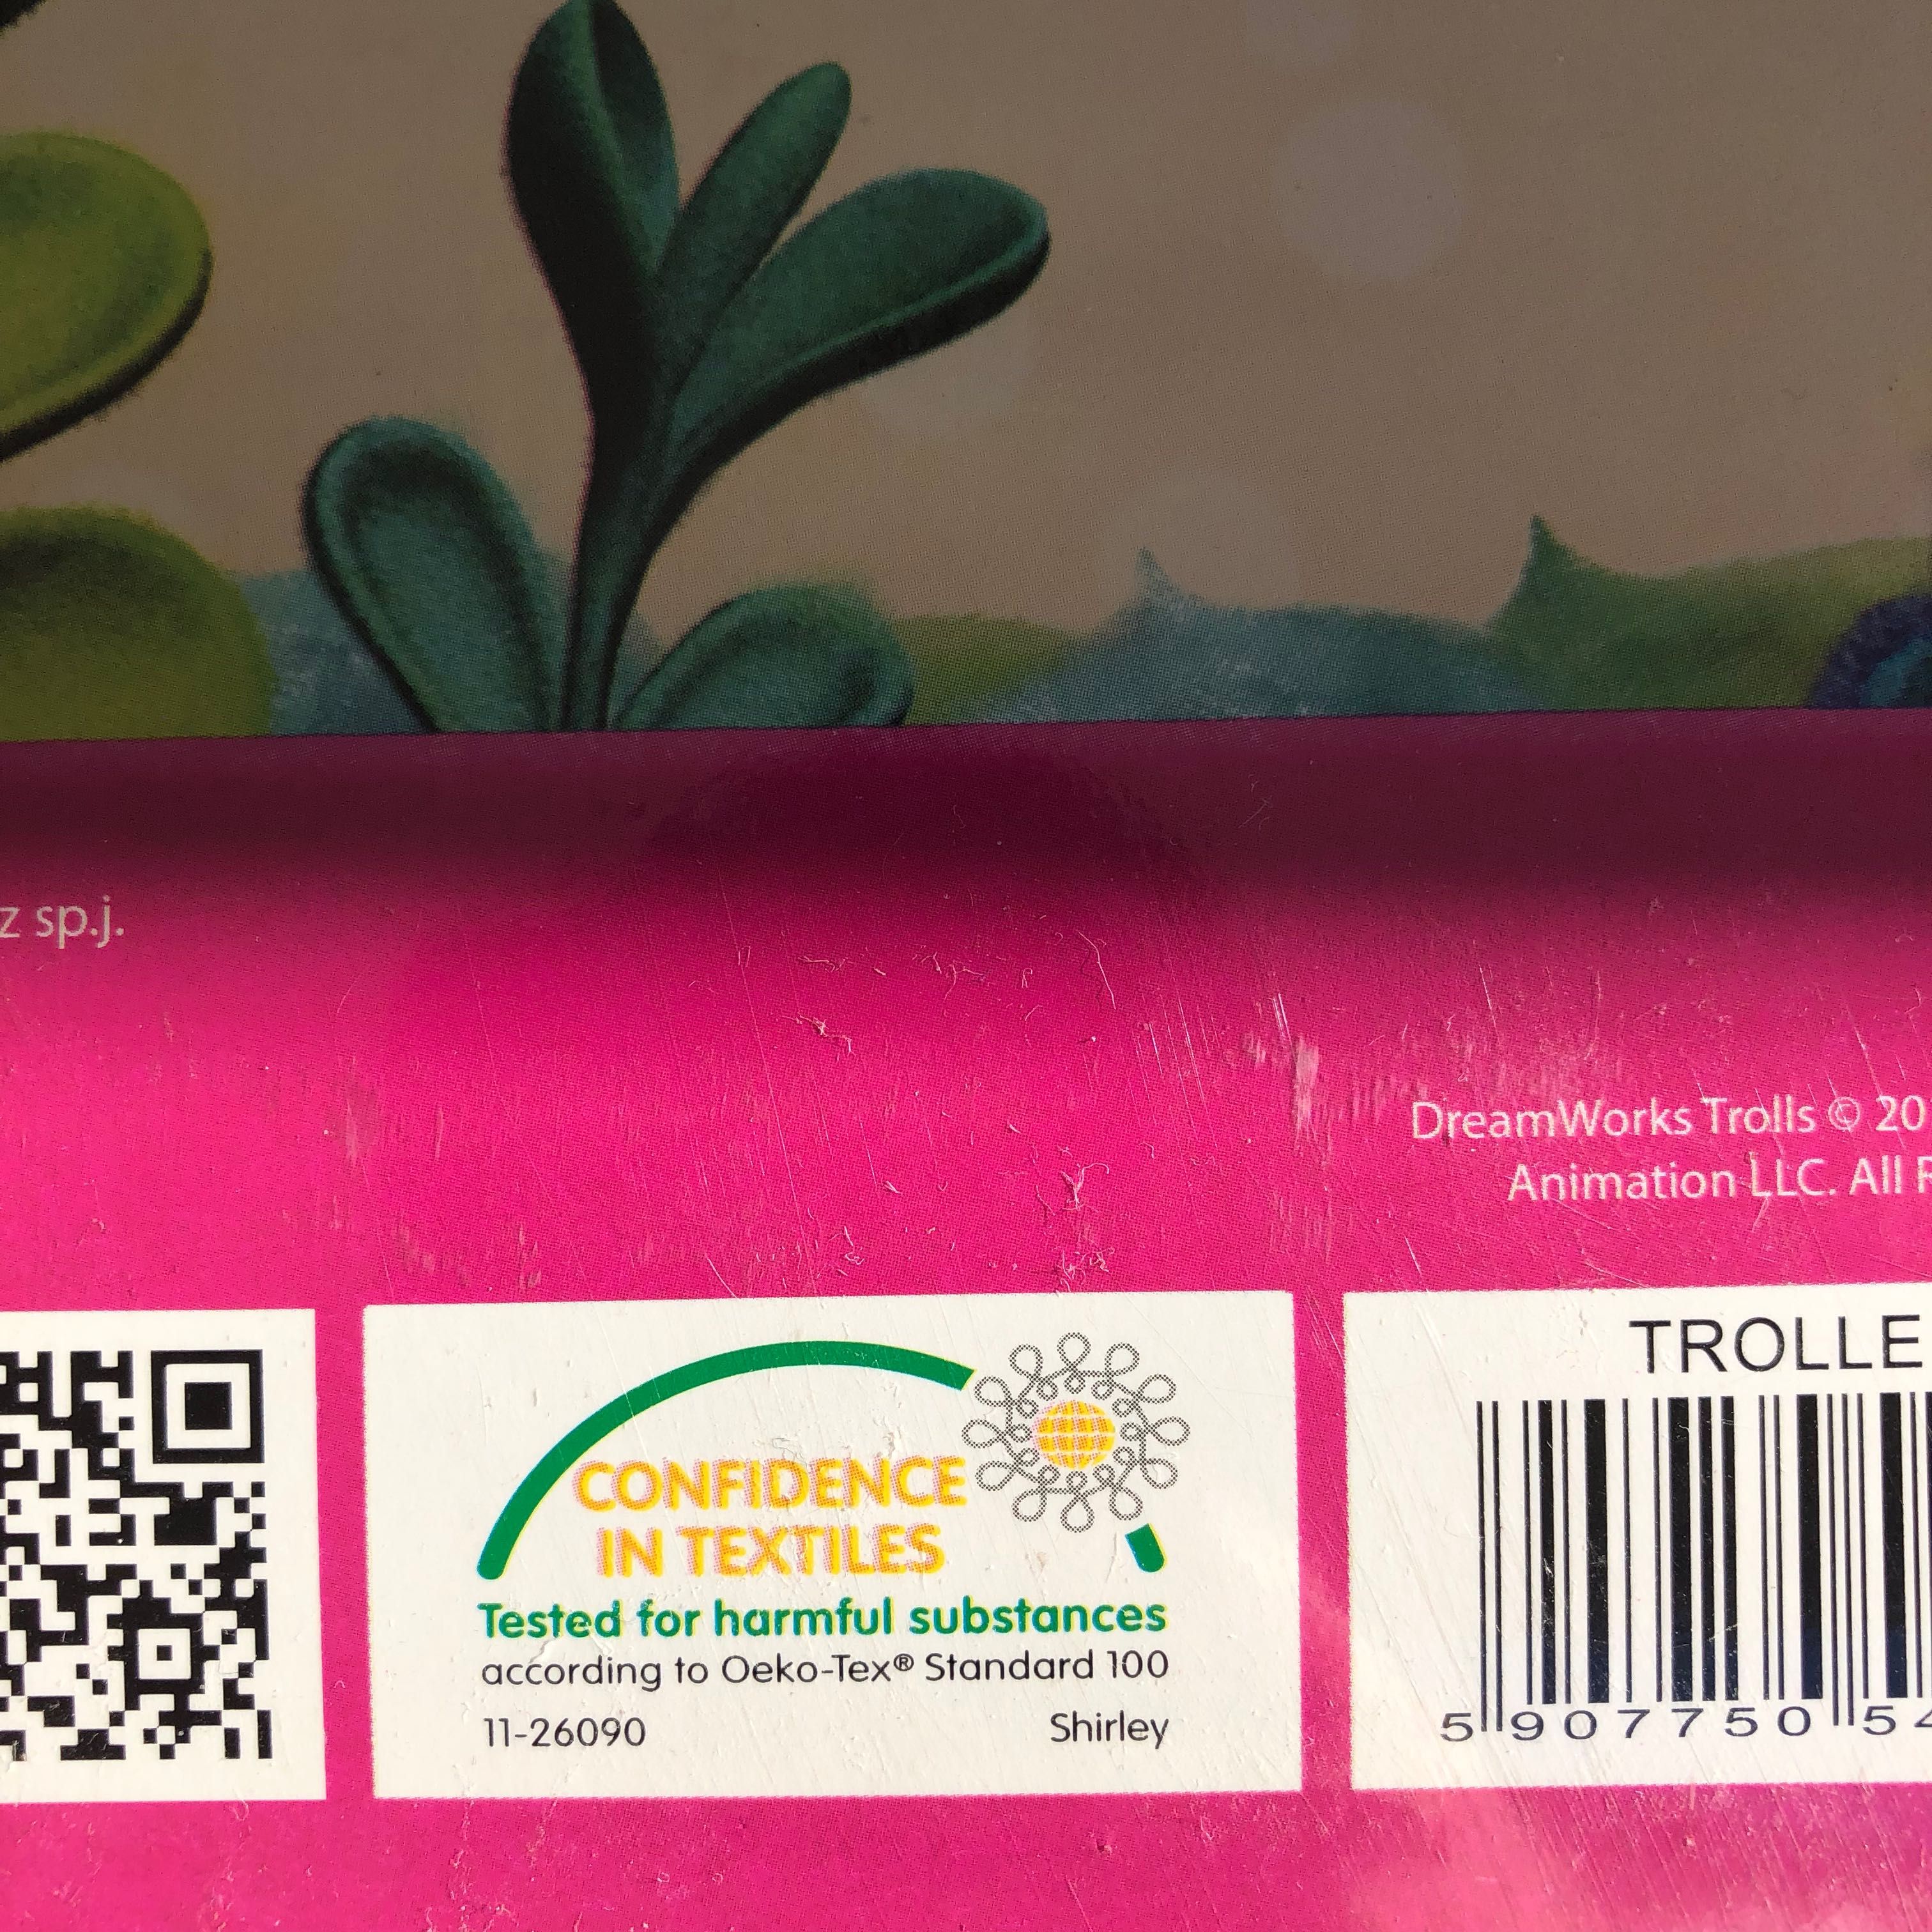 z sp.j.
DreamWorks Trolls © 20
Animation LLC. All R
CONFIDENCE
IN TEXTILES
Tested for harmful substances
according to Oeko-Tex® Standard 100
11-26090 Shirley
TROLLE
5 907750 54